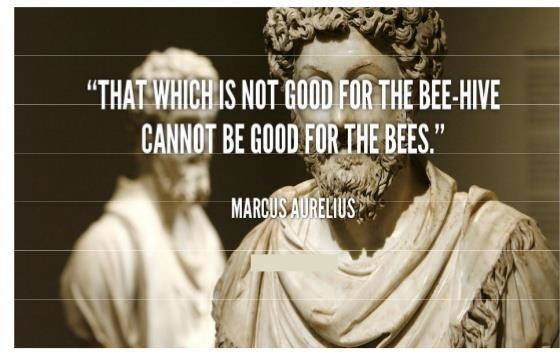 “THAT WHICH IS NOT GOOD FOR THE BEE-HIVE
CANNOT BE GOOD FOR THE BEES.”
MARCUS AURELIUS